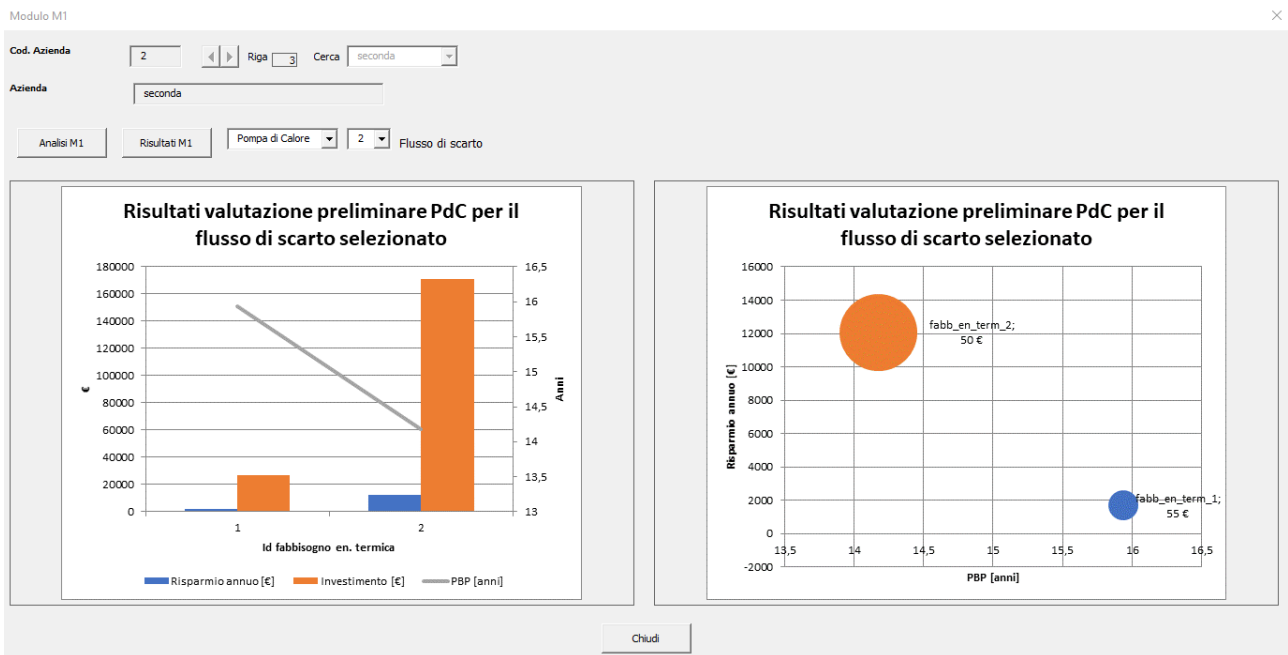 Modulo M1
Cod. Azienda
2
Riga
3
Cerca
seconda
Azienda
seconda
Analisi M1
Risultati M1
Pompa di Calore
2
Flusso di scarto
Risultati valutazione preliminare PdC per il
flusso di scarto selezionato
180000
160000
140000
120000
100000
80000
60000
40000
20000
0
€
16,5
16
15,5
15
14,5
14
13,5
13
Anni
1
2
Id fabbisogno en. termica
Risparmio annuo [€]
Investimento [€]
PBP [anni]
Risultati valutazione preliminare PdC per il
flusso di scarto selezionato
16000
14000
12000
10000
8000
6000
4000
2000
0
-2000
Risparmio annuo [€]
fabb_en_term_2;
50 €
fabb_en_term_1;
55 €
13,5
14
14,5
15
15,5
16
16,5
PBP [anni]
Chiudi